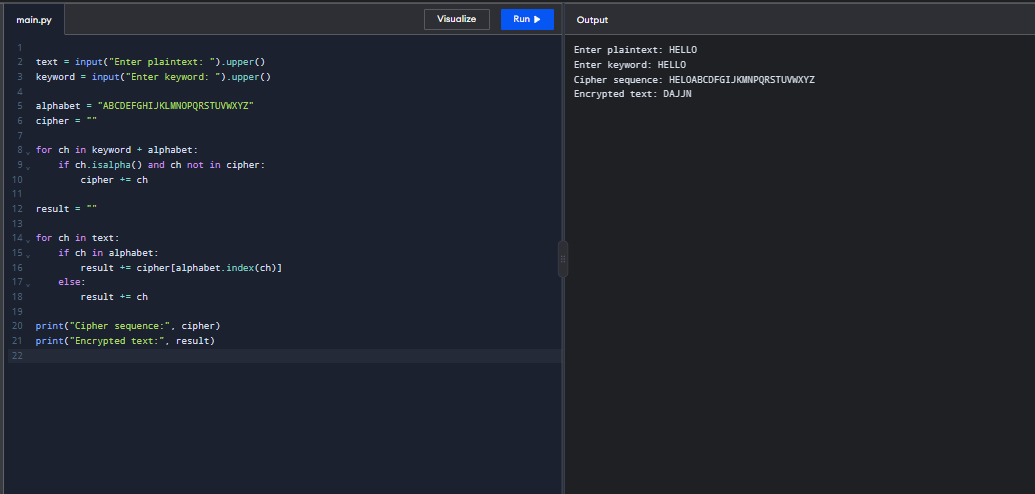 main.py
Visualize
Run
1
2 text = input("Enter plaintext: ").upper()
3 keyword = input("Enter keyword: ").upper()
4
5 alphabet = "ABCDEFGHIJKLMNOPQRSTUVWXYZ"
6 cipher = ""
7
8 for ch in keyword + alphabet:
9     if ch.isalpha() and ch not in cipher:
10         cipher += ch
11
12 result = ""
13
14 for ch in text:
15     if ch in alphabet:
16         result += cipher[alphabet.index(ch)]
17     else:
18         result += ch
19
20 print("Cipher sequence:", cipher)
21 print("Encrypted text:", result)
22
Output
Enter plaintext: HELLO
Enter keyword: HELLO
Cipher sequence: HELOABCDFGIJKMNPQRSTUVWXYZ
Encrypted text: DAJJN